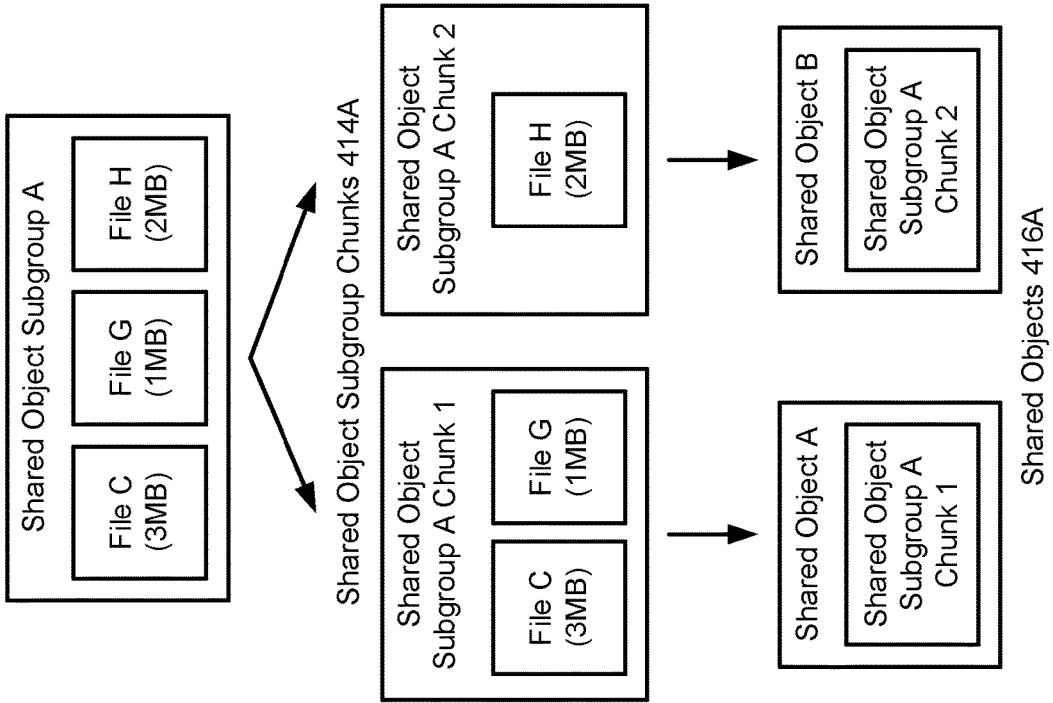 Shared Object Subgroup A
File C
(3MB)
File G
(1MB)
File H
(2MB)
Shared Object Subgroup Chunks 414A
Shared Object
Subgroup A Chunk 1
File C
(3MB)
File G
(1MB)
Shared Object
Subgroup A Chunk 2
File H
(2MB)
Shared Object A
Shared Object
Subgroup A
Chunk 1
Shared Object B
Shared Object
Subgroup A
Chunk 2
Shared Objects 416A